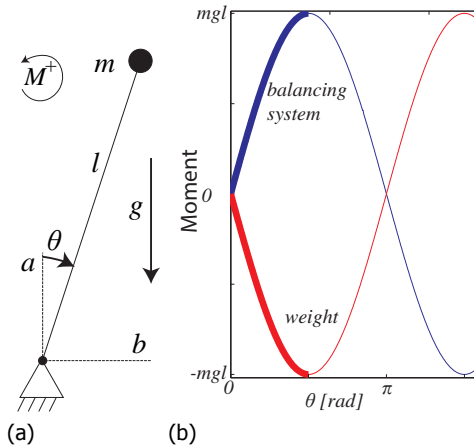 M+
m
l
g
θ
a
b
(a)
mgl
balancing
system
Moment
0
weight
-mgl
0
π
θ [rad]
(b)